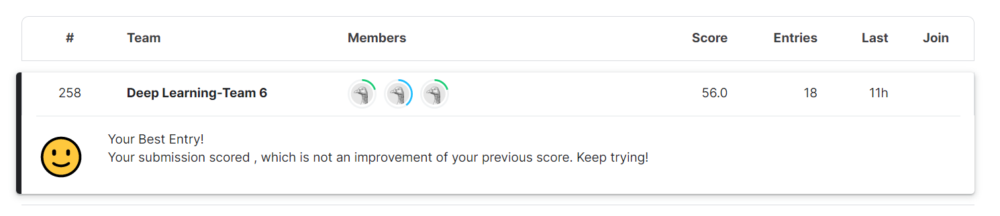 # Team Members Score Entries Last Join
258 Deep Learning-Team 6 56.0 18 11h
Your Best Entry!
Your submission scored , which is not an improvement of your previous score. Keep trying!